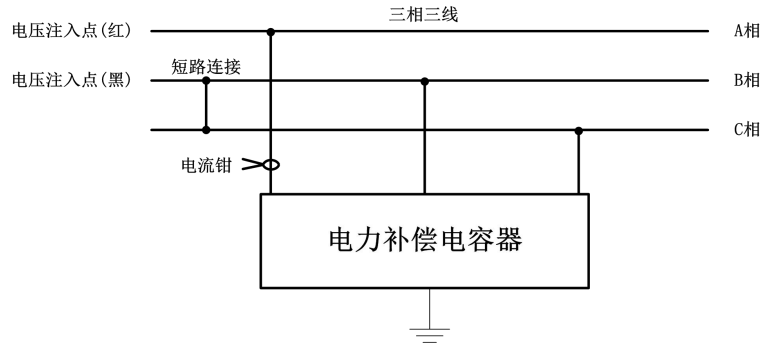 三相三线
电压注入点(红)
A相
短路连接
电压注入点(黑)
B相
C相
电流钳
电力补偿电容器